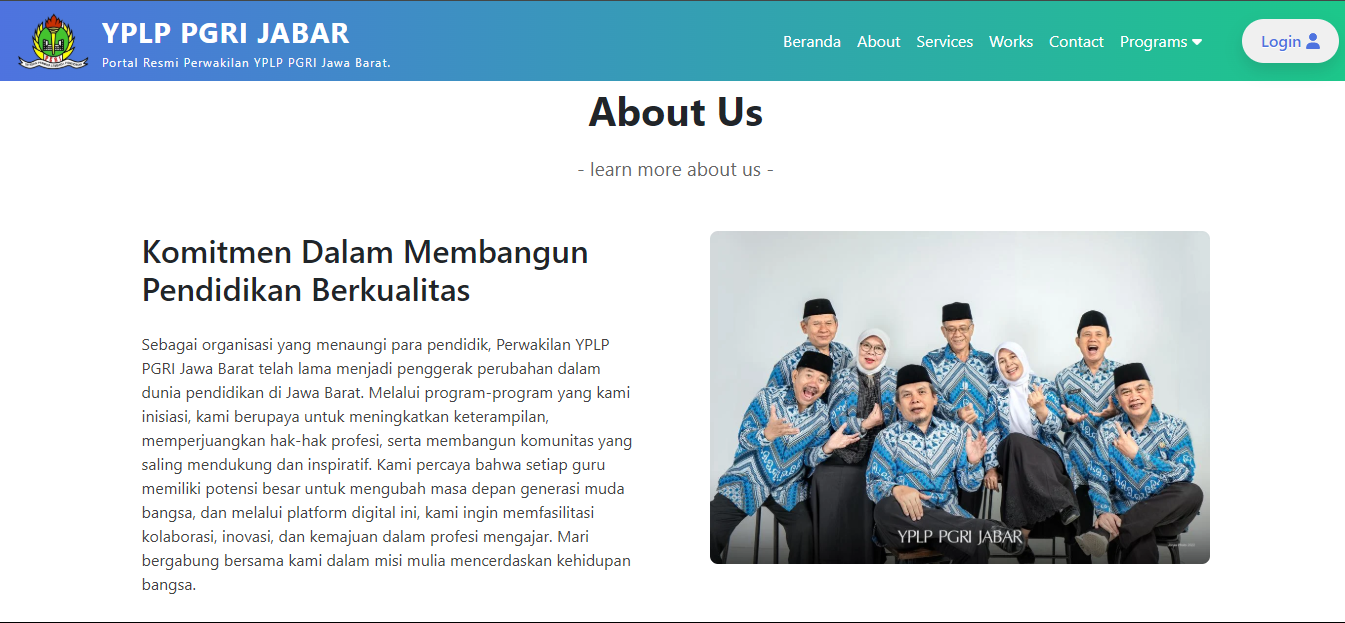 YPLP PGRI JABAR
Portal Resmi Perwakilan YPLP PGRI Jawa Barat.
Beranda About Services Works Contact Programs Login
About Us
- learn more about us -
Komitmen Dalam Membangun
Pendidikan Berkualitas
Sebagai organisasi yang menaungi para pendidik, Perwakilan YPLP
PGRI Jawa Barat telah lama menjadi penggerak perubahan dalam
dunia pendidikan di Jawa Barat. Melalui program-program yang kami
inisiasi, kami berupaya untuk meningkatkan keterampilan,
memperjuangkan hak-hak profesi, serta membangun komunitas yang
saling mendukung dan inspiratif. Kami percaya bahwa setiap guru
memiliki potensi besar untuk mengubah masa depan generasi muda
bangsa, dan melalui platform digital ini, kami ingin memfasilitasi
kolaborasi, inovasi, dan kemajuan dalam profesi mengajar. Mari
bergabung bersama kami dalam misi mulia mencerdaskan kehidupan
bangsa.
YPLP PGRI JABAR